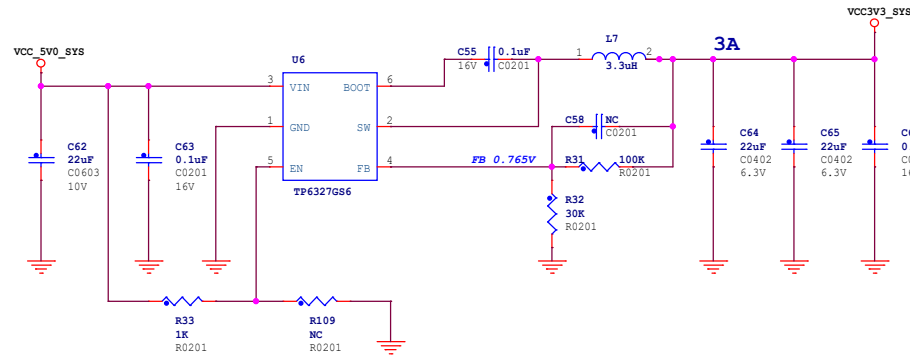 VCC3V3_SYS
VCC_5V0_SYS
U6
C55
16V
0.1uF
C0201
L7
1
2
3.3uH
3A
3
VIN
BOOT
6
1
GND
SW
2
5
EN
FB
4
TP6327GS6
C58
NC
C0201
FB 0.765V
R31
100K
R0201
R32
30K
R0201
C62
22uF
C0603
10V
C63
0.1uF
C0201
16V
C64
22uF
C0402
6.3V
C65
22uF
C0402
6.3V
R33
1K
R0201
R109
NC
R0201